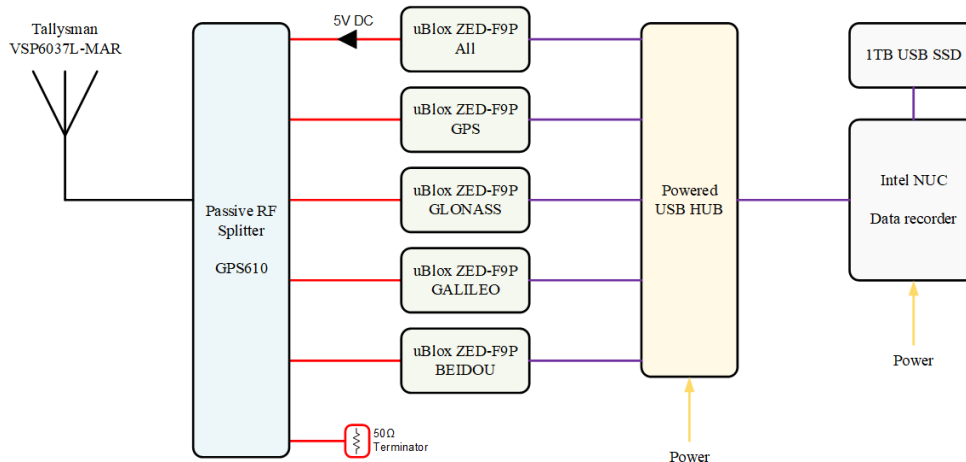 Tallysman
VSP6037L-MAR
Passive RF
Splitter
GPS610
5V DC
uBlox ZED-F9P
All
uBlox ZED-F9P
GPS
uBlox ZED-F9P
GLONASS
uBlox ZED-F9P
GALILEO
uBlox ZED-F9P
BEIDOU
50Ω
Terminator
Powered
USB HUB
Power
1TB USB SSD
Intel NUC
Data recorder
Power